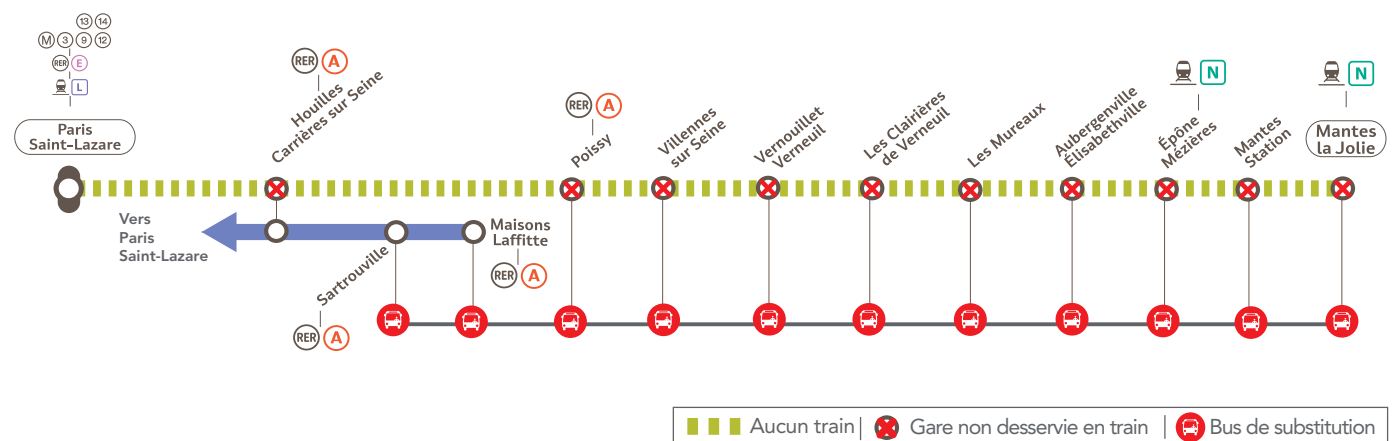 13 14
M 3 9 12
RER E
L
Paris
Saint-Lazare
RER A
Houilles
Carrières sur Seine
RER A
Poissy
Villennes
sur Seine
Vernouillet
Verneuil
Les Clairières
de Verneuil
Les Mureaux
Aubergenville
Élisabethville
N
Épône
Mézières
Mantes
Station
N
Mantes
la Jolie
Vers
Paris
Saint-Lazare
Sartrouville
RER A
Maisons
Laffitte
RER A
Aucun train
Gare non desservie en train
Bus de substitution